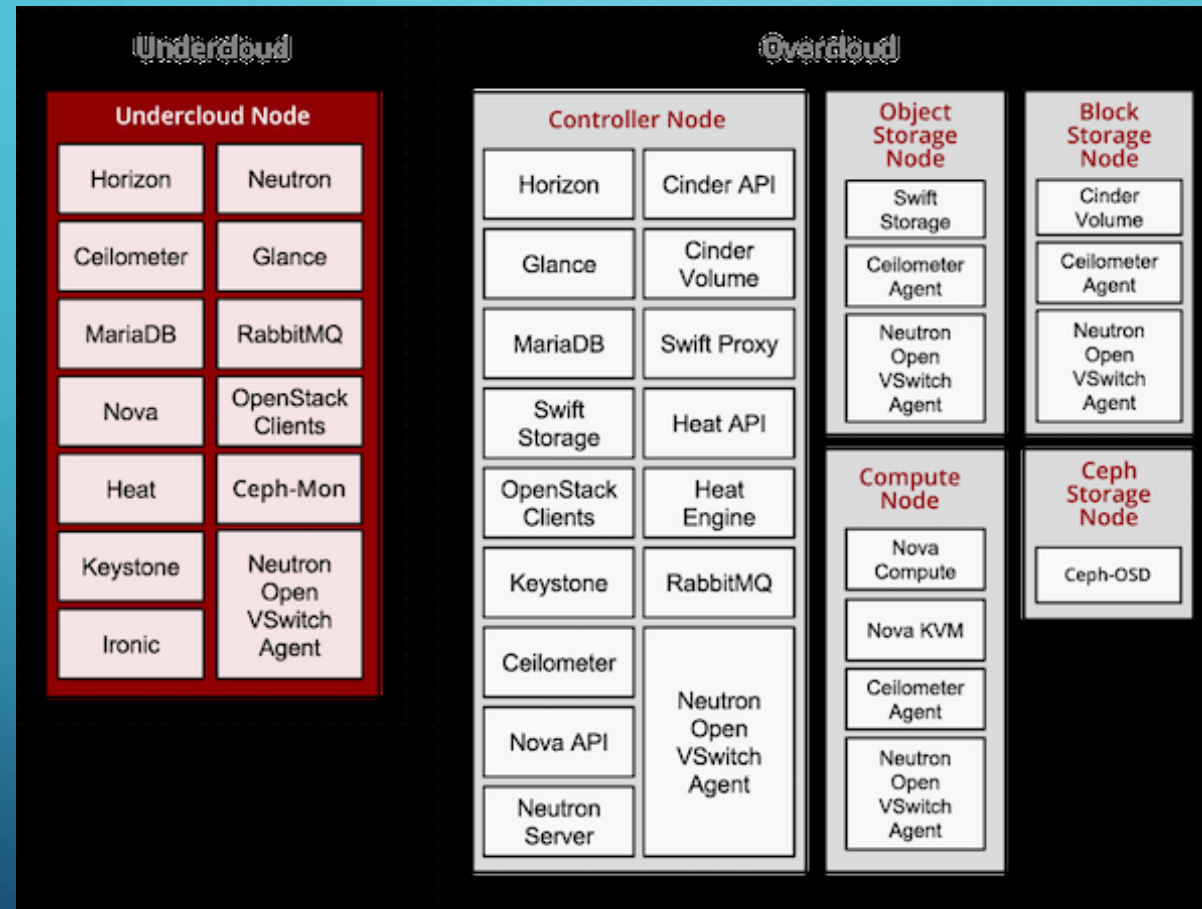 Undercloud
Overcloud
Undercloud Node
Horizon
Neutron
Ceilometer
Glance
MariaDB
RabbitMQ
Nova
OpenStack
Clients
Heat
Ceph-Mon
Keystone
Neutron
Open
VSwitch
Agent
Ironic
Controller Node
Horizon
Cinder API
Glance
Cinder
Volume
MariaDB
Swift Proxy
Swift
Storage
Heat API
OpenStack
Clients
Heat
Engine
Keystone
RabbitMQ
Ceilometer
Neutron
Open
VSwitch
Agent
Nova API
Neutron
Server
Object
Storage
Node
Swift
Storage
Ceilometer
Agent
Neutron
Open
VSwitch
Agent
Block
Storage
Node
Cinder
Volume
Ceilometer
Agent
Neutron
Open
VSwitch
Agent
Compute
Node
Nova
Compute
Nova KVM
Ceilometer
Agent
Neutron
Open
VSwitch
Agent
Ceph
Storage
Node
Ceph-OSD